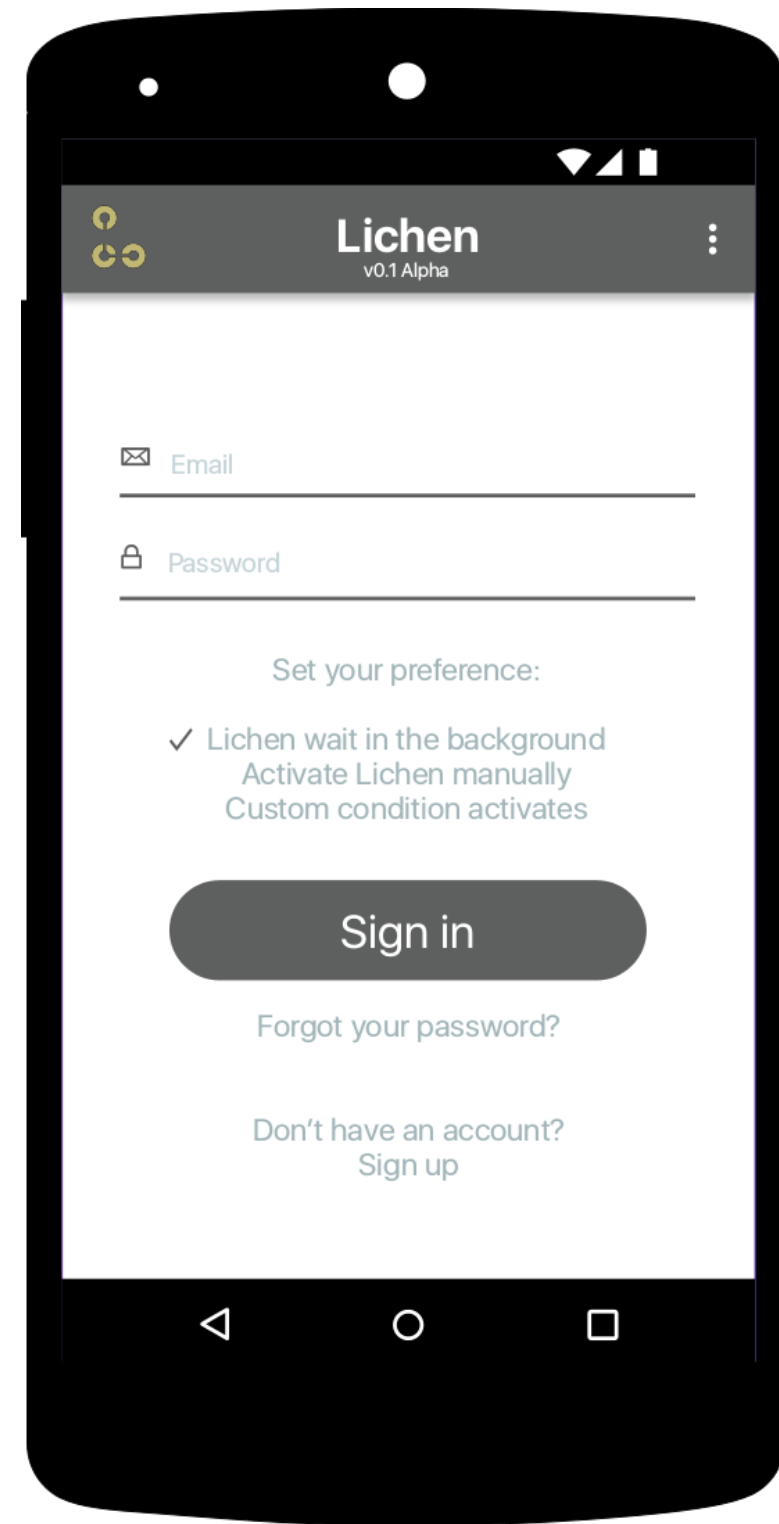 Lichen
v0.1 Alpha
Email
Password
Set your preference:
Lichen wait in the background
Activate Lichen manually
Custom condition activates
Sign in
Forgot your password?
Don't have an account?
Sign up